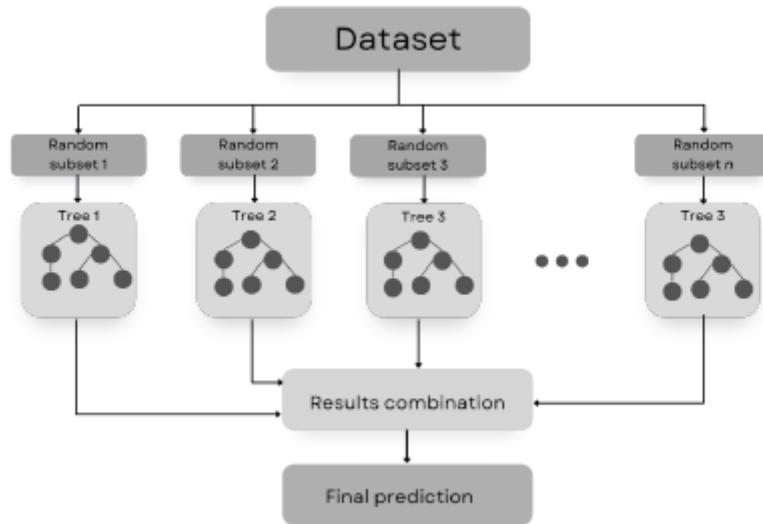 Dataset
Random
subset 1
Random
subset 2
Random
subset 3
Random
subset n
Tree 1
Tree 2
Tree 3
Tree 3
Results combination
Final prediction